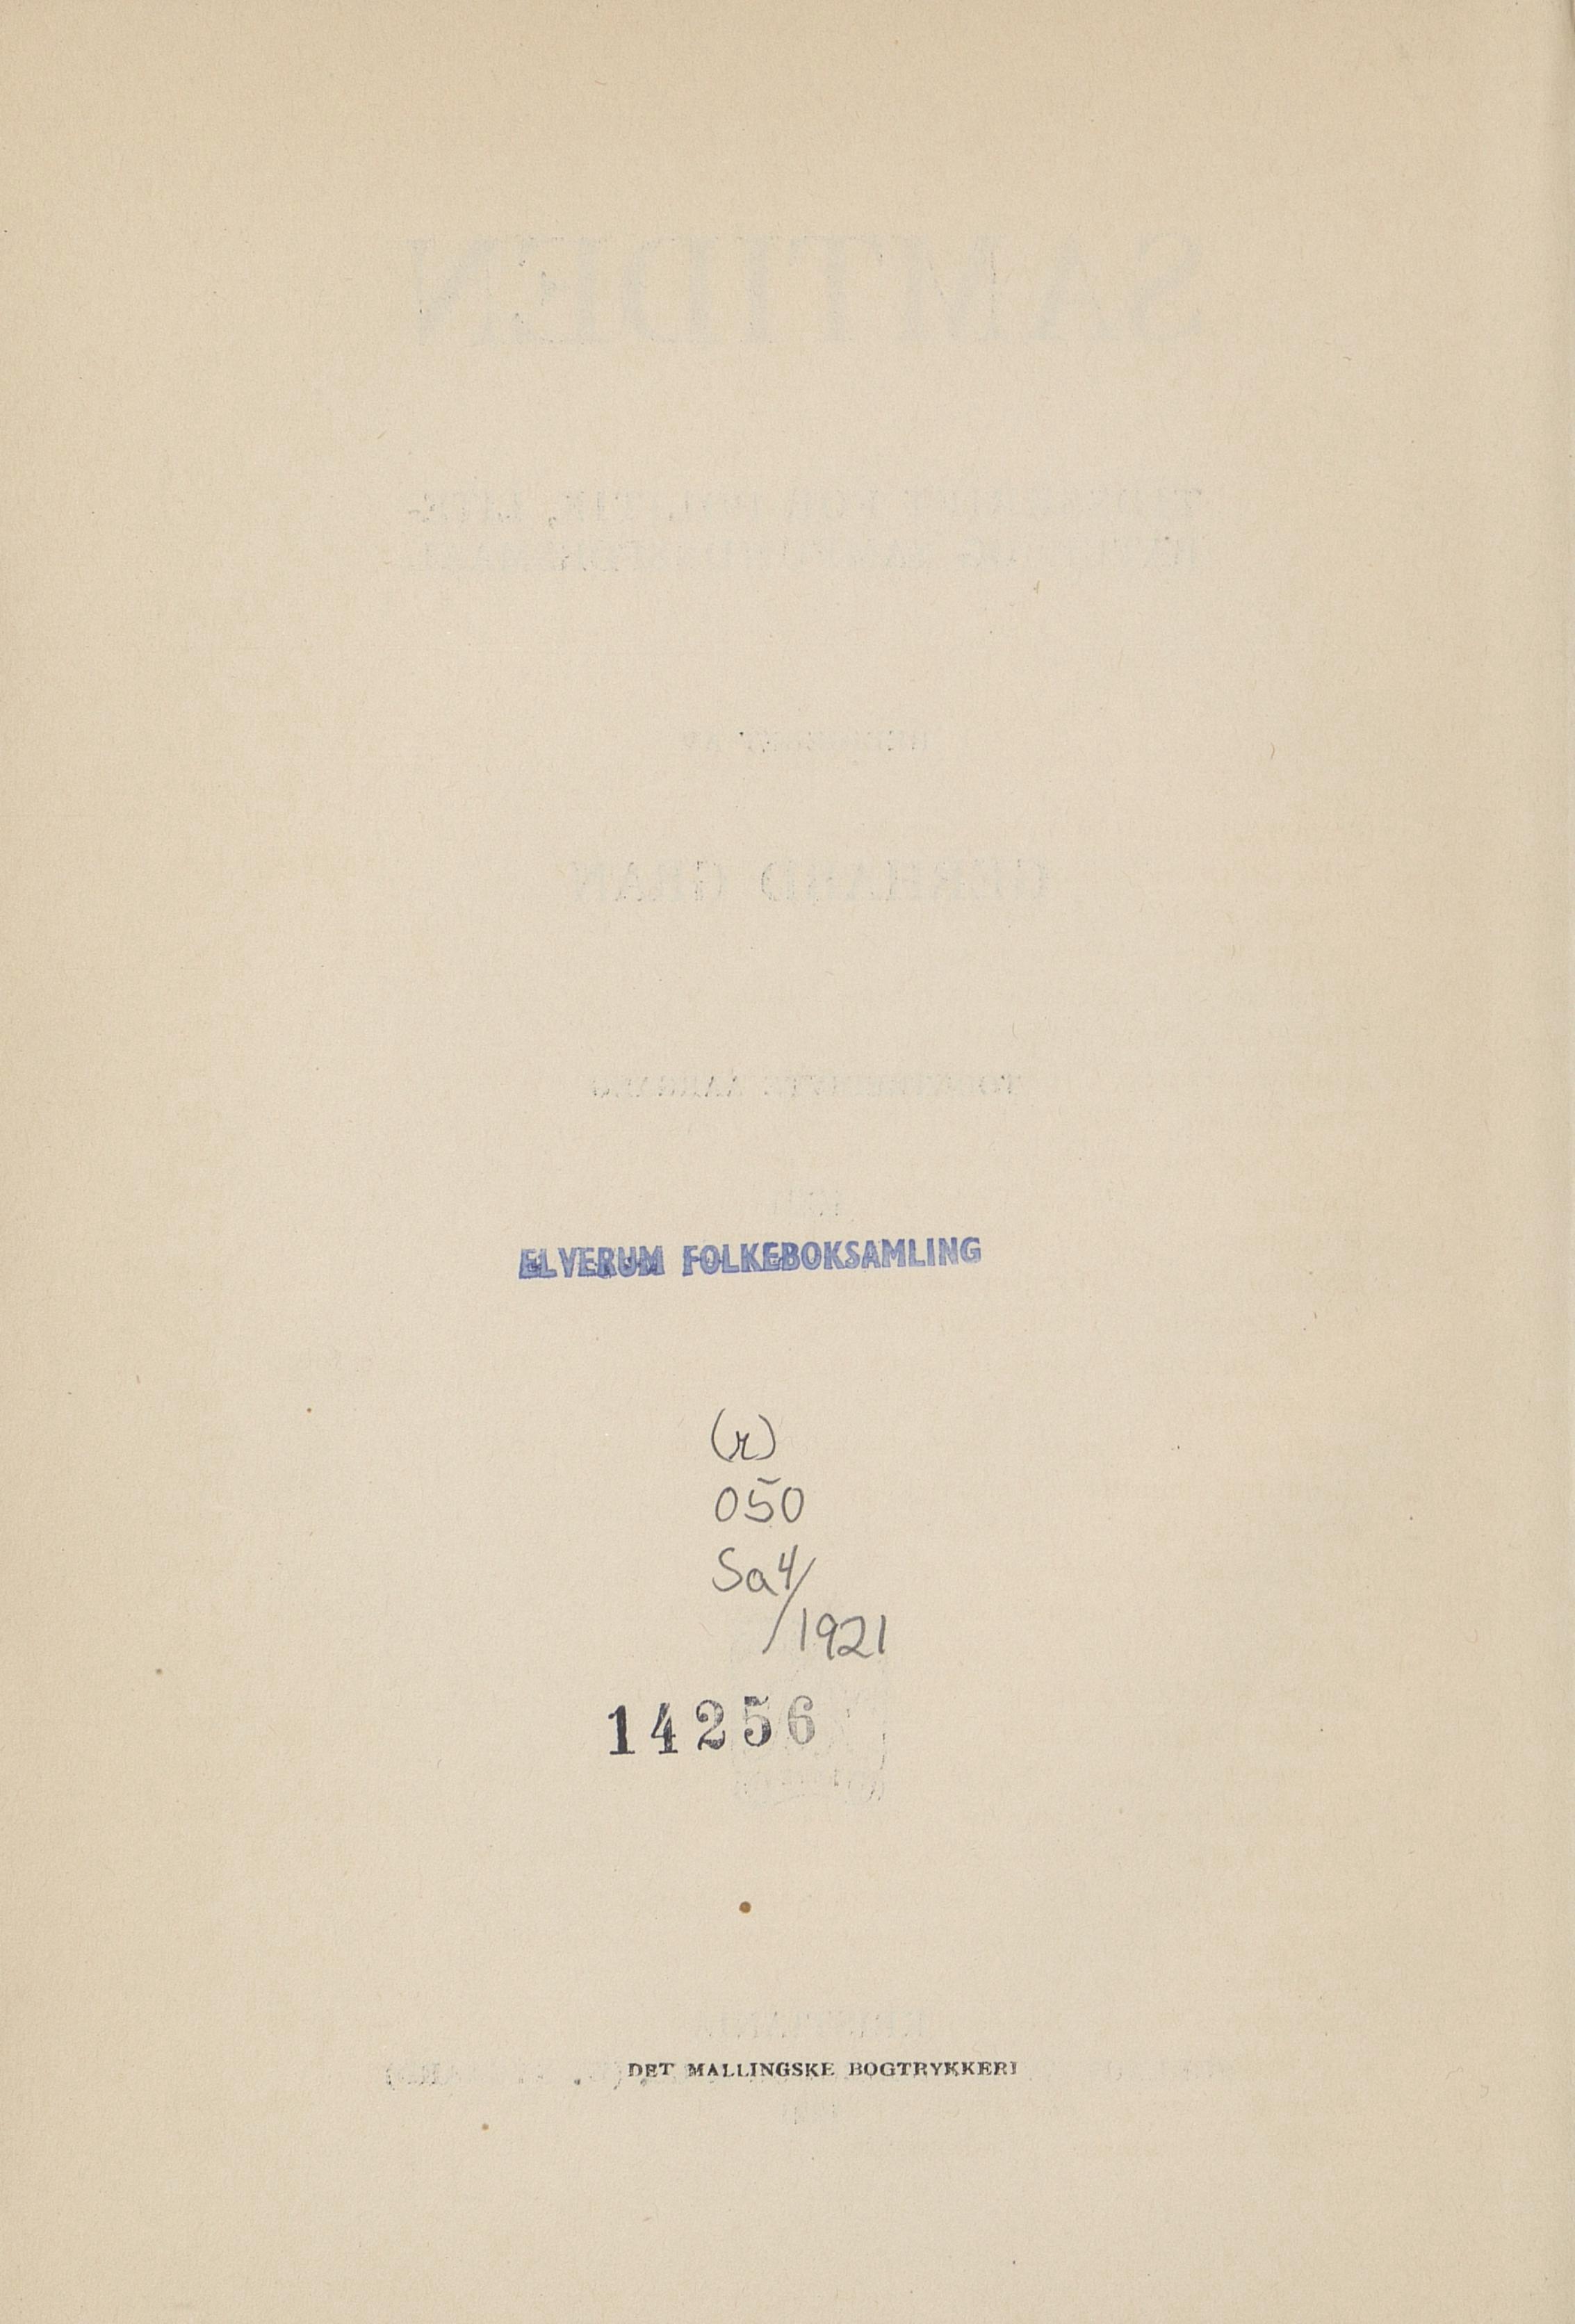 ELVERUM FOLKEBOKSAMLING
(r)
050
Sa4/
1921
14256
DET MALLINGSKE BOGTRYKKERI